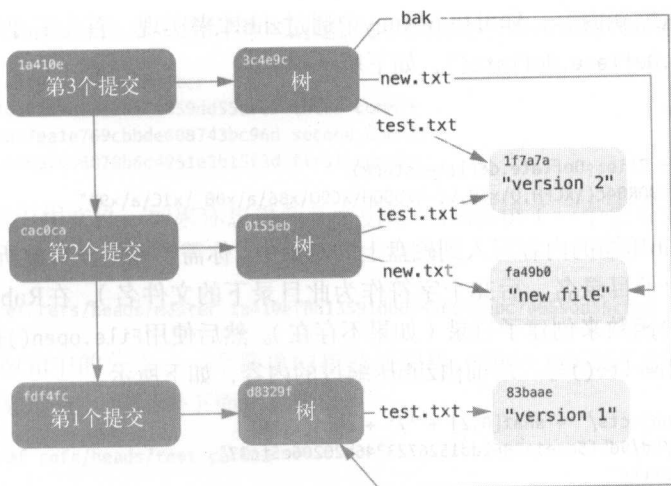 bak
1a410e
第3个提交
3c4e9c
树
new.txt
test.txt
1f7a7a
"version 2"
cac0ca
第2个提交
0155eb
树
test.txt
new.txt
fa49b0
"new file"
fdf4fc
第1个提交
d8329f
树
test.txt
83baae
"version 1"